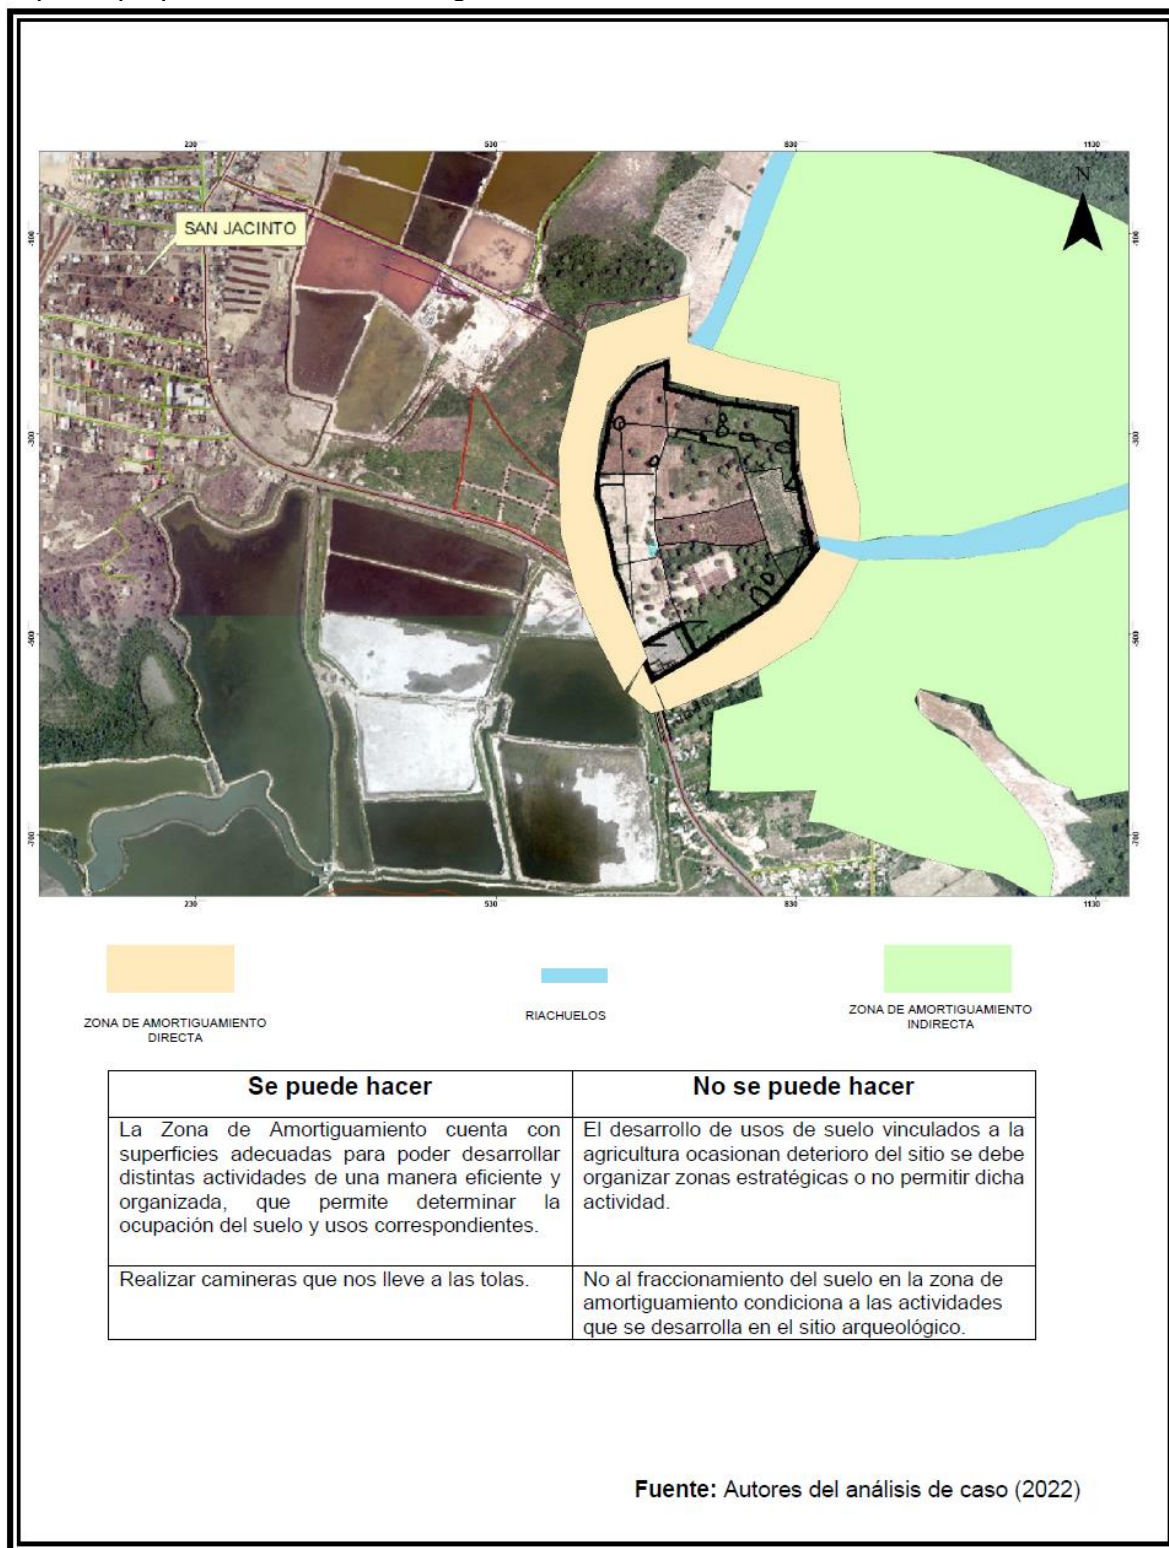 230 530 830 1130
SAN JACINTO
N
-100 -100
-300 -300
-500 -500
-700 -700
230 530 830 1130
ZONA DE AMORTIGUAMIENTO
DIRECTA
RIACHUELOS
ZONA DE AMORTIGUAMIENTO
INDIRECTA
Se puede hacer
No se puede hacer
La Zona de Amortiguamiento cuenta con
superficies adecuadas para poder desarrollar
distintas actividades de una manera eficiente y
organizada, que permite determinar la
ocupación del suelo y usos correspondientes.
El desarrollo de usos de suelo vinculados a la
agricultura ocasionan deterioro del sitio se debe
organizar zonas estratégicas o no permitir dicha
actividad.
Realizar camineras que nos lleve a las tolas.
No al fraccionamiento del suelo en la zona de
amortiguamiento condiciona a las actividades
que se desarrolla en el sitio arqueológico.
Fuente: Autores del análisis de caso (2022)